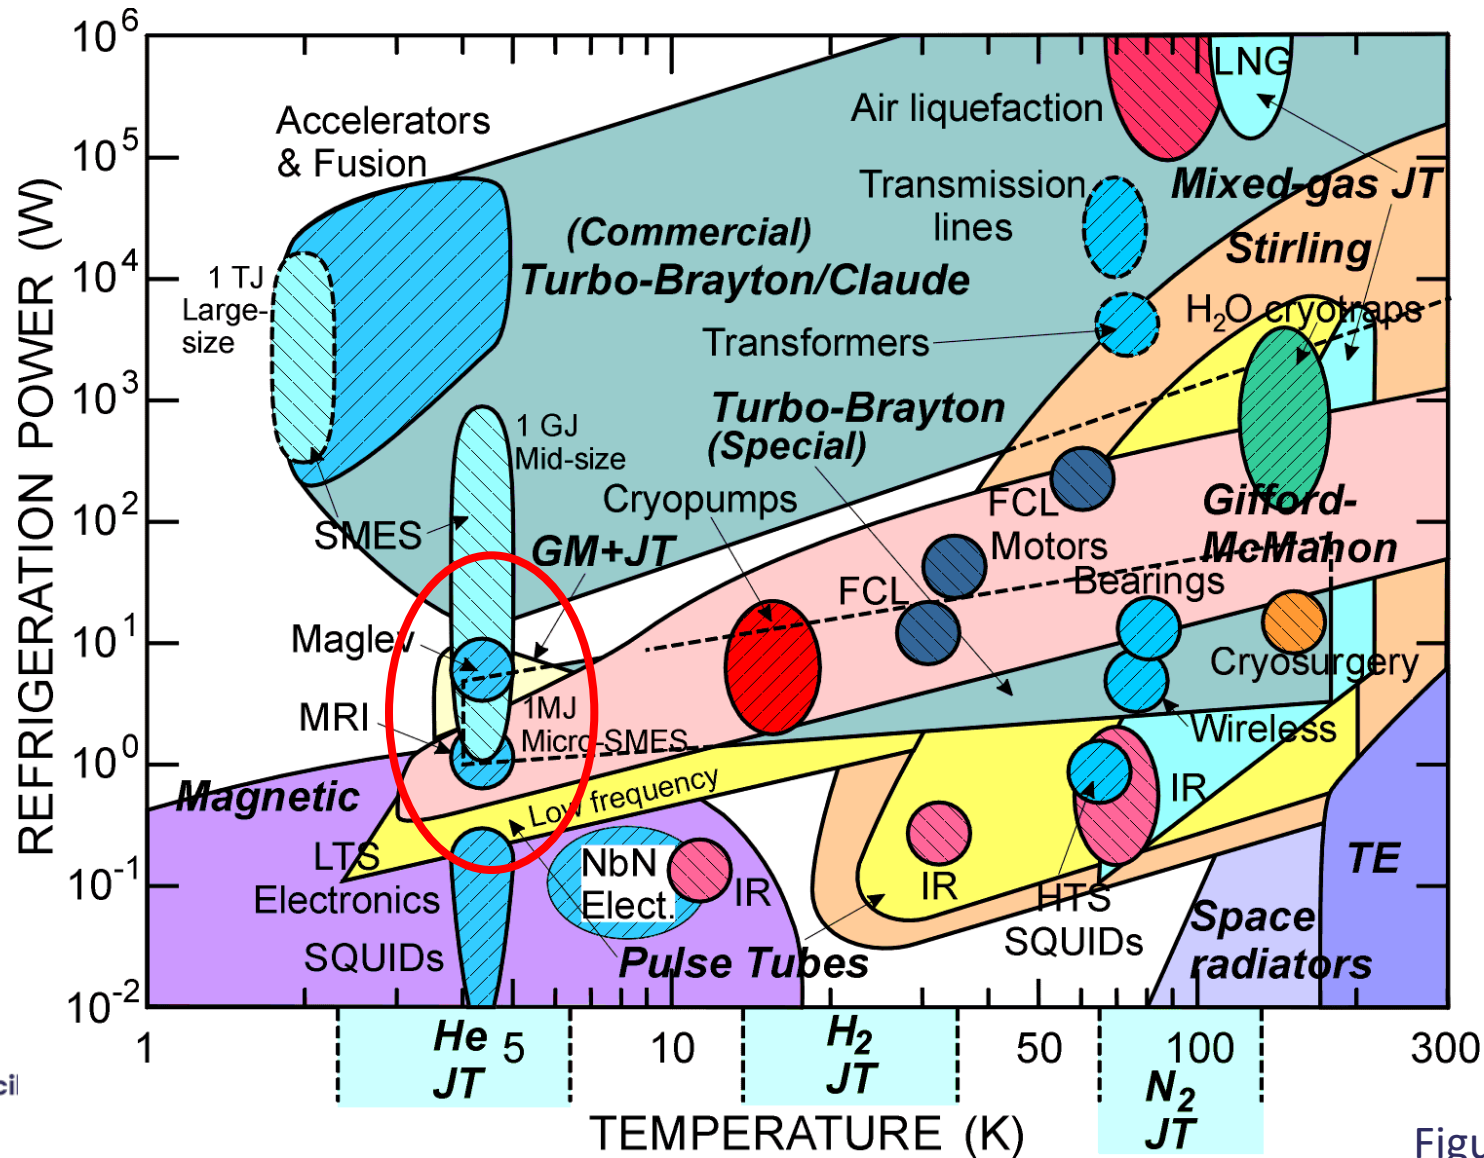 10^6
10^5
10^4
10^3
10^2
10^1
10^0
10^-1
10^-2
REFRIGERATION POWER (W)
Accelerators
& Fusion
Air liquefaction
LNG
Mixed-gas JT
Transmission
lines
(Commercial)
Turbo-Brayton/Claude
Stirling
1 TJ
Large-
size
H2O cryotraps
Transformers
Turbo-Brayton
(Special)
1 GJ
Mid-size
Cryopumps
SMES
GM+JT
FCL
Motors
Gifford-
McMahon
Bearings
FCL
Maglev
Cryosurgery
MRI
1MJ
Micro-SMES
Wireless
Magnetic
Low frequency
IR
LTS
Electronics
NbN
Elect.
IR
IR
HTS
SQUIDs
TE
SQUIDs
Pulse Tubes
Space
radiators
1
5
10
50
100
300
He
JT
H2
JT
N2
JT
TEMPERATURE (K)
cil
Figu